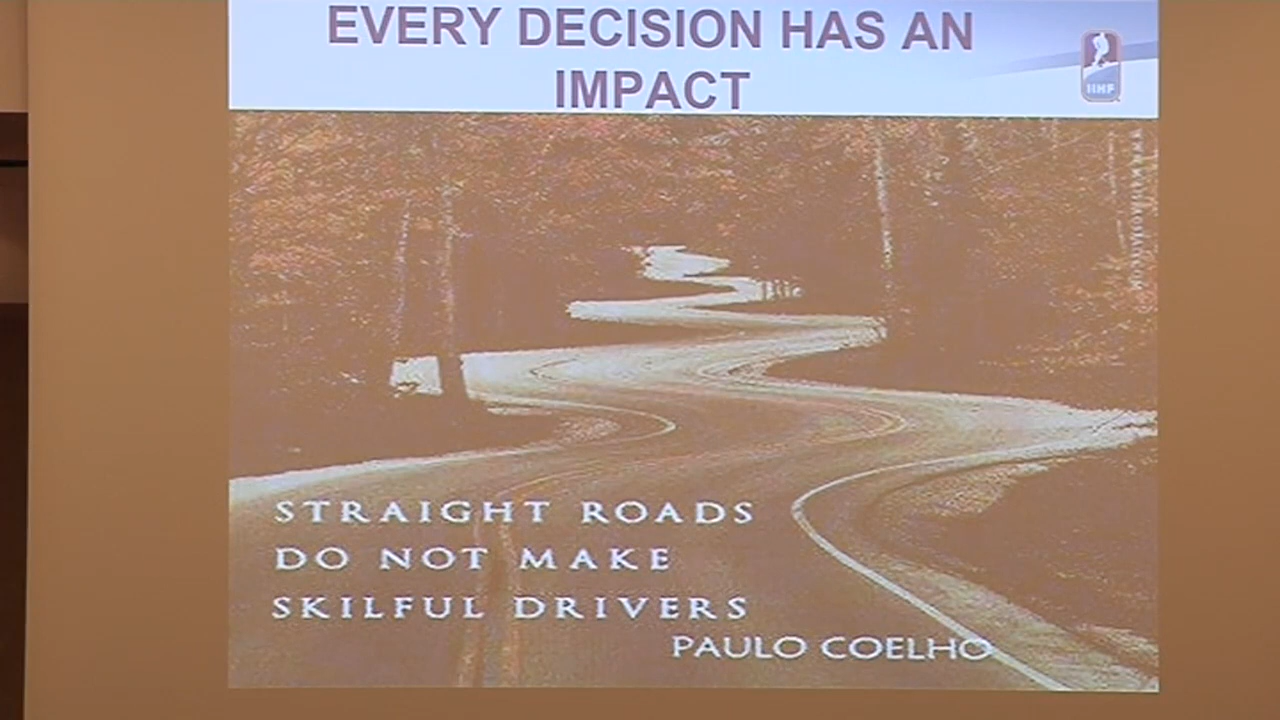 EVERY DECISION HAS AN
IMPACT
IIHF
STRAIGHT ROADS
DO NOT MAKE
SKILFUL DRIVERS
PAULO COELHO